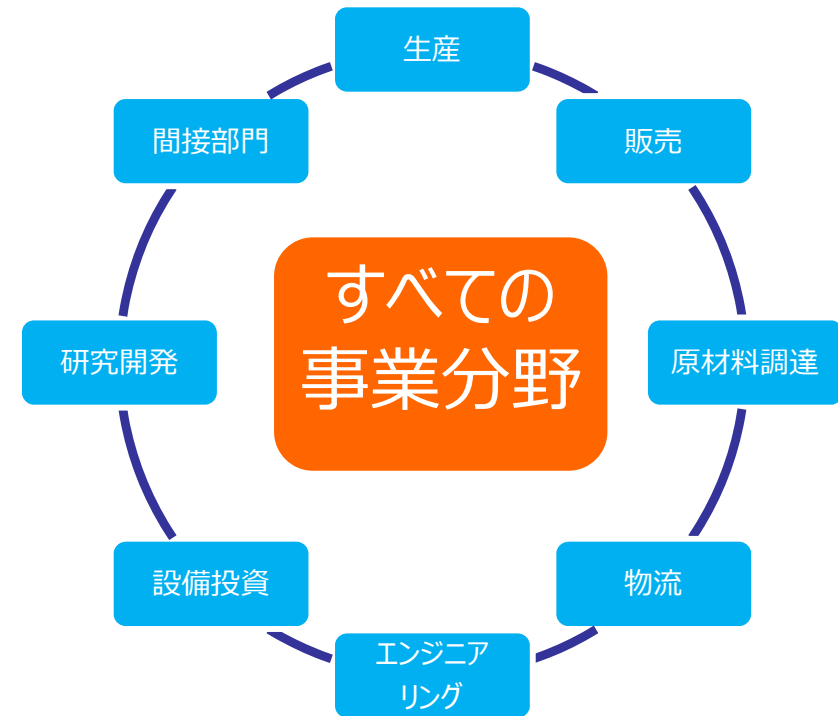 生産
販売
間接部門
すべての
事業分野
研究開発
原材料調達
設備投資
物流
エンジニア
リング